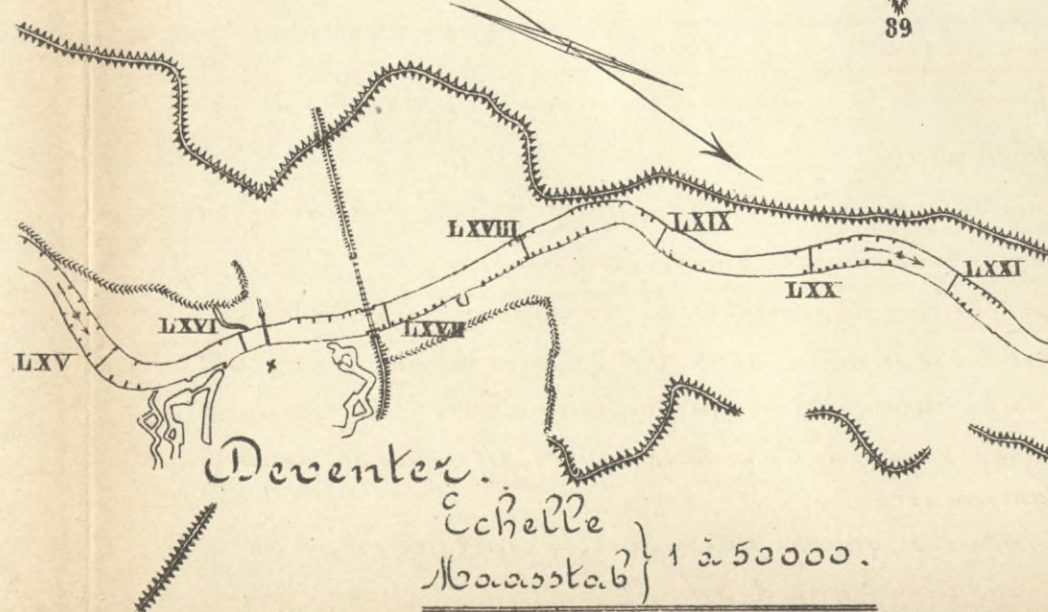 89
LXVIII
LXIX
LXXI
LXX
LXVI
LXVII
LXV
Deventer.
Echelle
Maasstab } 1 à 50000.